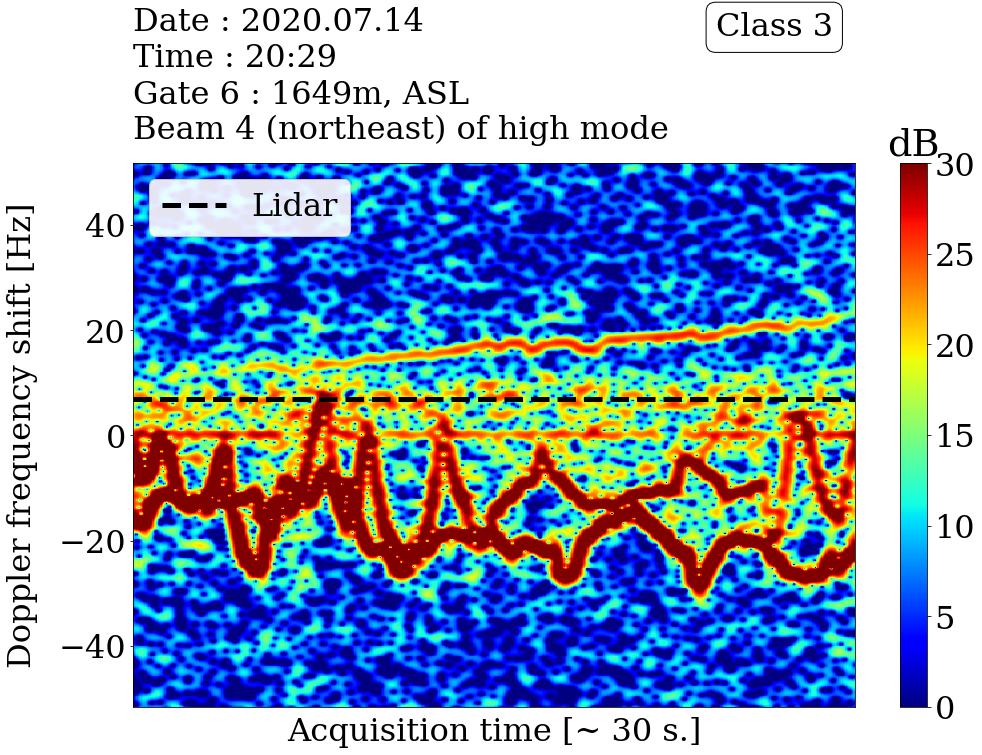 Date : 2020.07.14
Time : 20:29
Gate 6 : 1649m, ASL
Beam 4 (northeast) of high mode
Class 3
dB
Lidar
Doppler frequency shift [Hz]
40
20
0
−20
−40
Acquisition time [~ 30 s.]
30
25
20
15
10
5
0